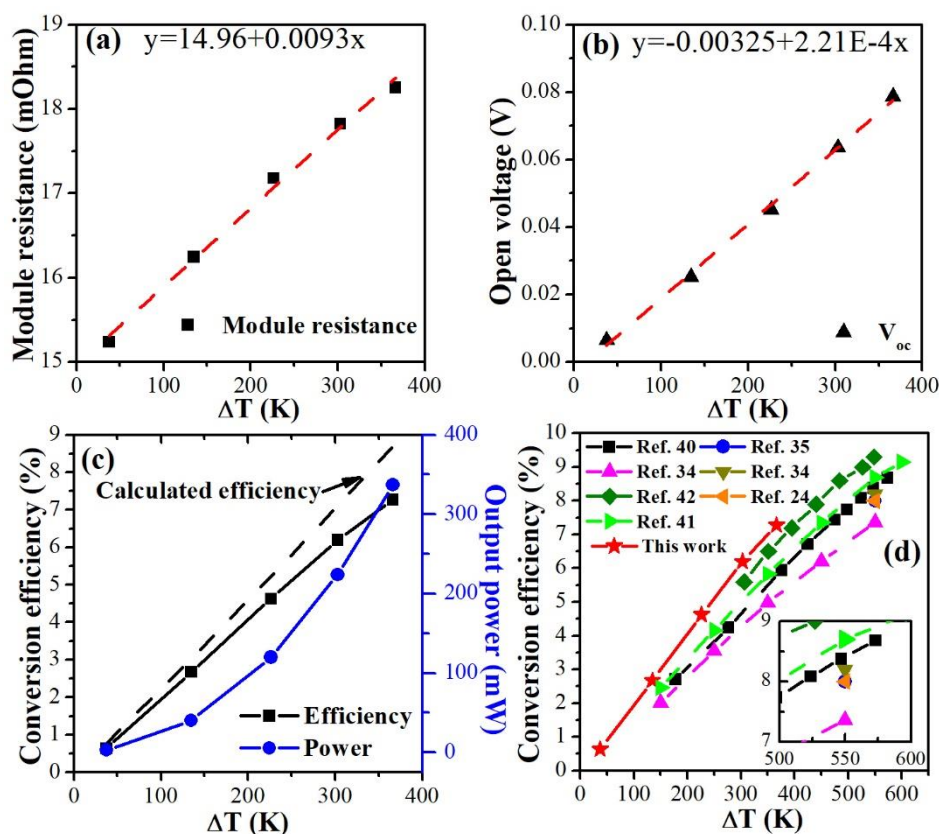 (a)
y=14.96+0.0093x
Module resistance (mOhm)
19
18
17
16
15
Module resistance
0
100
200
300
400
ΔT (K)
(b)
y=-0.00325+2.21E-4x
Open voltage (V)
0.08
0.06
0.04
0.02
0.00
V_oc
0
100
200
300
400
ΔT (K)
(c)
Conversion efficiency (%)
9
8
7
6
5
4
3
2
1
0
Calculated efficiency
Efficiency
Power
0
100
200
300
400
ΔT (K)
400
300
200
100
0
Output power (mW)
Conversion efficiency (%)
10
9
8
7
6
5
4
3
2
1
0
Ref. 40
Ref. 35
Ref. 34
Ref. 34
Ref. 42
Ref. 24
Ref. 41
This work
(d)
9
8
7
500
550
600
0
100
200
300
400
500
600
ΔT (K)